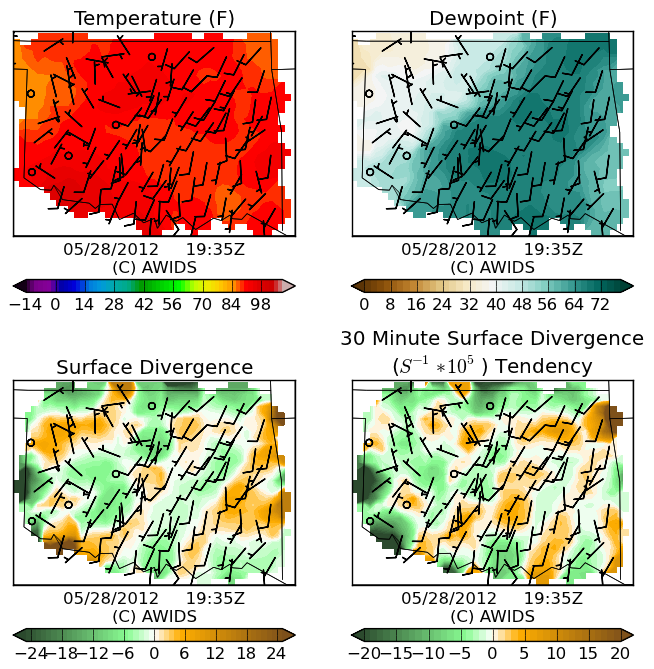 Temperature (F)
Dewpoint (F)
05/28/2012 19:35Z
(C) AWIDS
05/28/2012 19:35Z
(C) AWIDS
−14 0 14 28 42 56 70 84 98
0 8 16 24 32 40 48 56 64 72
Surface Divergence
30 Minute Surface Divergence
(S⁻¹ *10⁵ ) Tendency
05/28/2012 19:35Z
(C) AWIDS
05/28/2012 19:35Z
(C) AWIDS
−24 −18 −12 −6 0 6 12 18 24
−20 −15 −10 −5 0 5 10 15 20